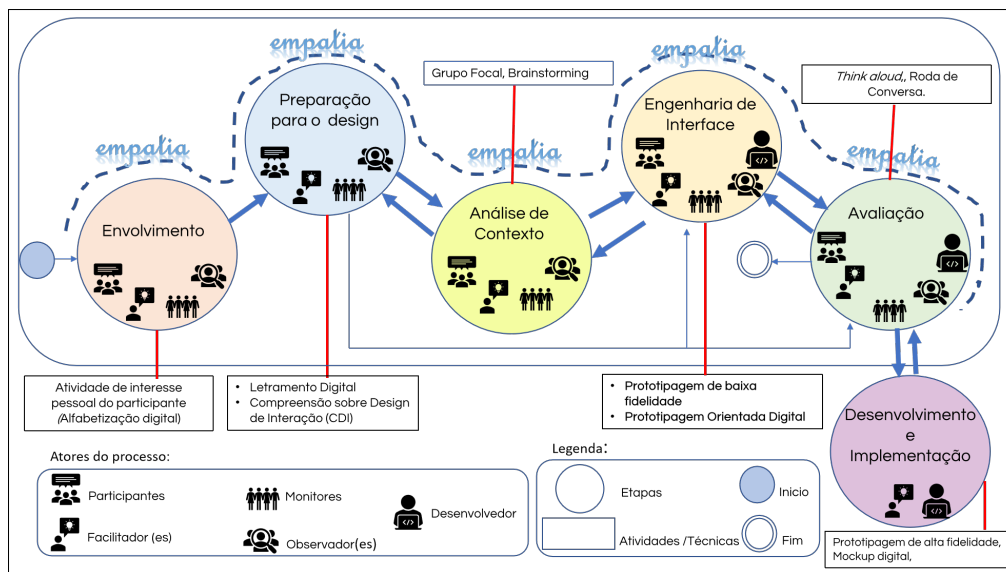 empatia
empatia
empatia
empatia
empatia
Grupo Focal, Brainstorming
Think aloud,, Roda de
Conversa.
Preparação
para o design
Engenharia de
Interface
Envolvimento
Análise de
Contexto
Avaliação
Atividade de interesse
pessoal do participante
(Alfabetização digital)
• Letramento Digital
• Compreensão sobre Design
de Interação (CDI)
• Prototipagem de baixa
fidelidade
• Prototipagem Orientada Digital
Desenvolvimento
e
Implementação
Prototipagem de alta fidelidade,
Mockup digital,
Atores do processo:
Participantes
Monitores
Desenvolvedor
Facilitador (es)
Observador(es)
Legenda:
Etapas
Inicio
Atividades /Técnicas
Fim